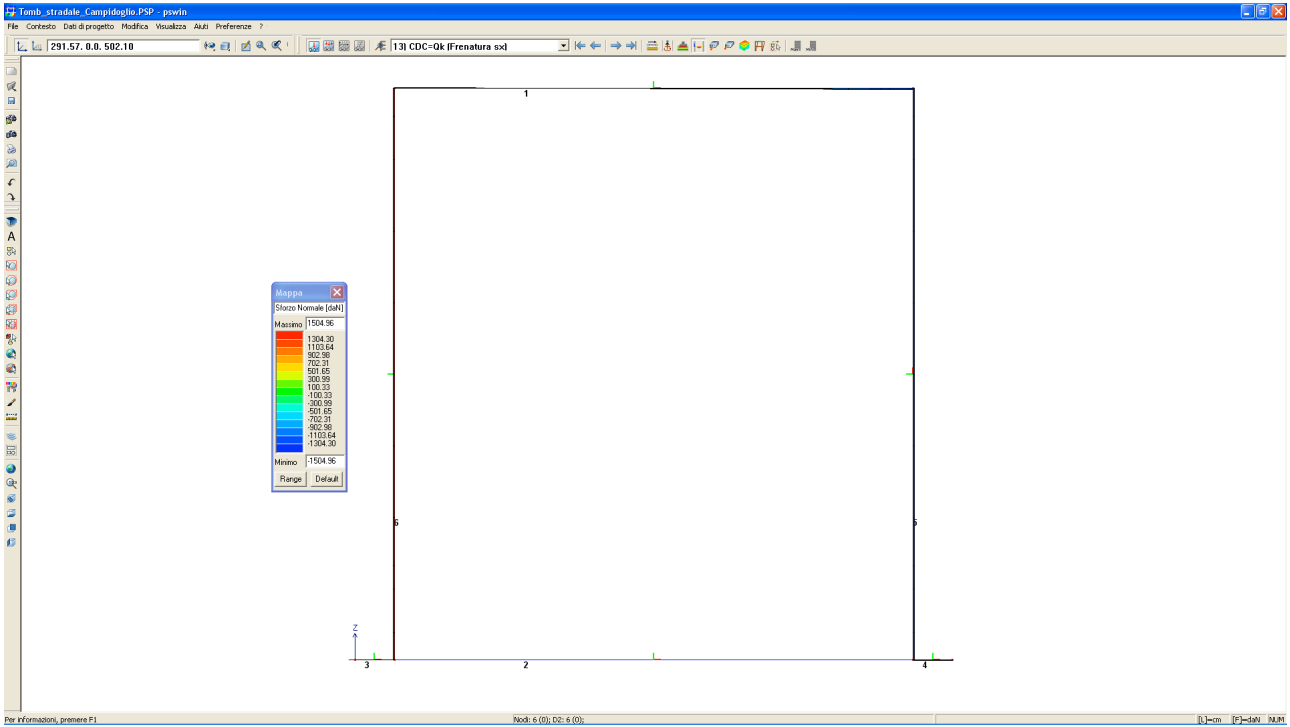 Tomb_stradale_Campidoglio.PSP - pswin
File Contesto Dati di progetto Modifica Visualizza Aiuti Preferenze ?
291.57. 0.0. 502.10
13) CDC=Qk (Frenatura sx)
1
A
Mappa
Sforzo Normale [daN]
Massimo 1504.96
1304.30
1103.64
902.98
702.31
501.65
300.99
100.33
-100.33
-300.99
-501.65
-702.31
-902.98
-1103.64
-1304.30
Minimo -1504.96
Range Default
6 5
Z
3 2 4
Per informazioni, premere F1 Nodi: 6 (0); D2: 6 (0); [L]=cm [F]=daN NUM